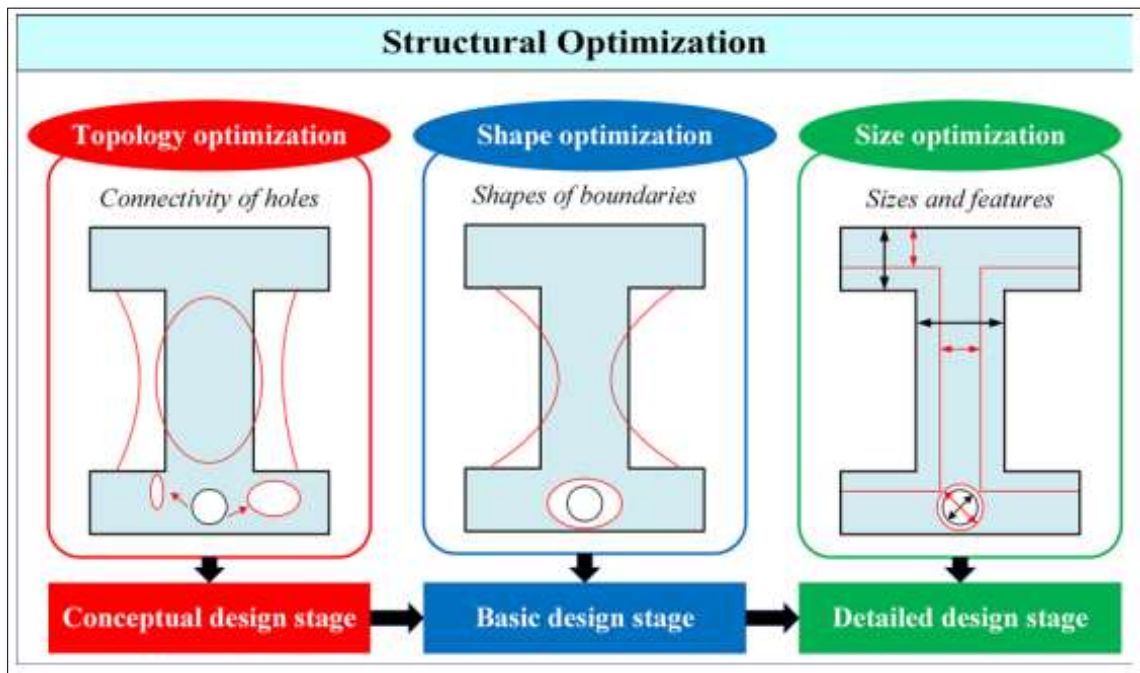 Structural Optimization
Topology optimization
Shape optimization
Size optimization
Connectivity of holes
Shapes of boundaries
Sizes and features
Conceptual design stage
Basic design stage
Detailed design stage